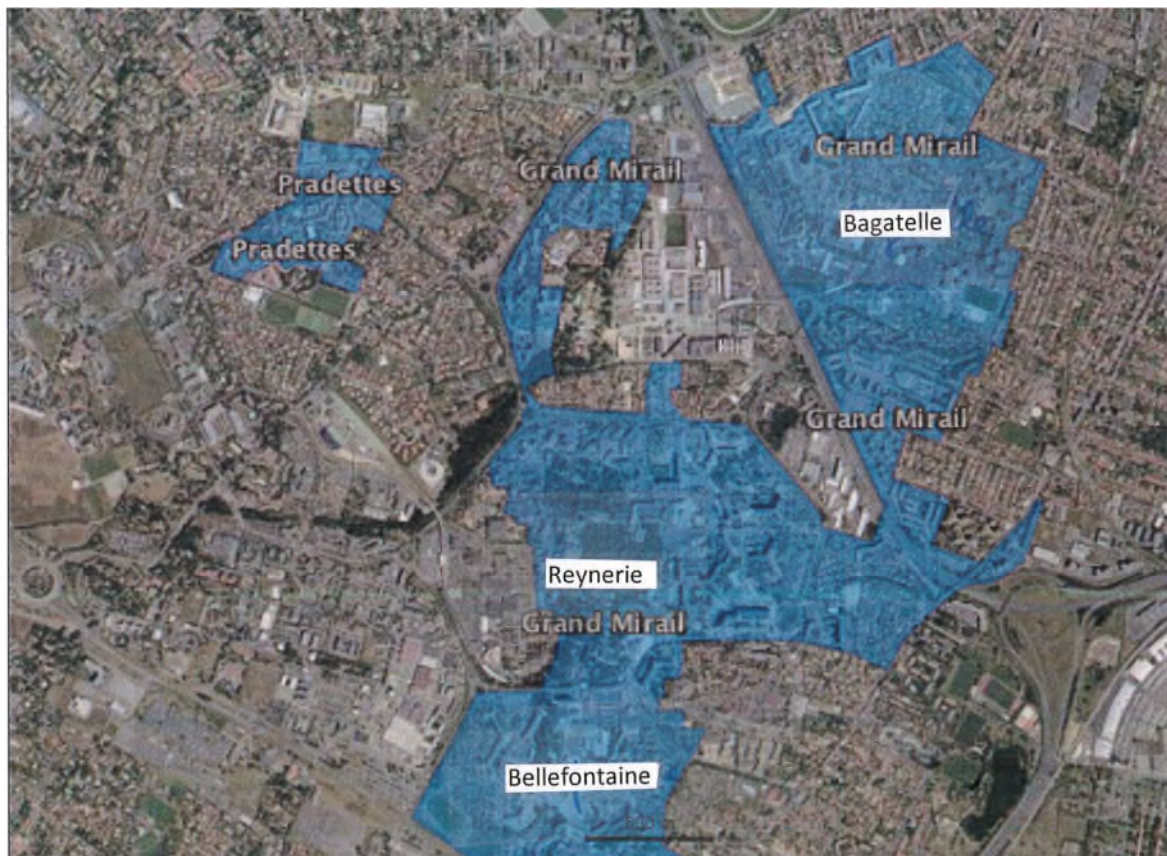 Grand Mirail
Grand Mirail
Pradettes
Bagatelle
Pradettes
Grand Mirail
Reynerie
Grand Mirail
Bellefontaine